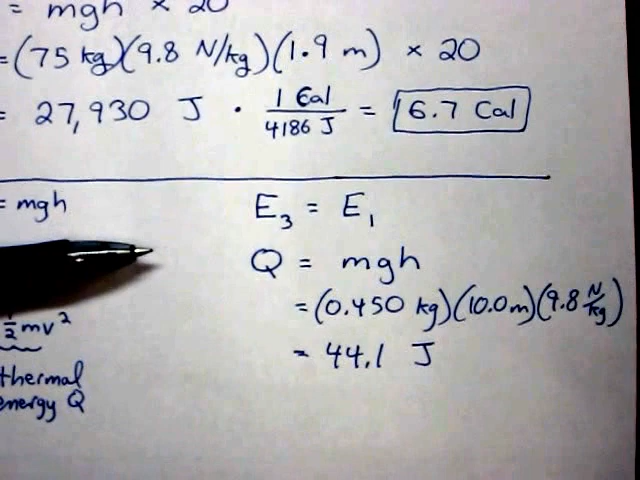 = mgh × 20
=(75 kg)(9.8 N/kg)(1.9 m) × 20
= 27,930 J · 1 Cal/4186 J = 6.7 Cal
= mgh
E₃ = E₁
Q = mgh
= (0.450 kg)(10.0 m)(9.8 N/kg)
= 44.1 J
½mv²
thermal
energy Q